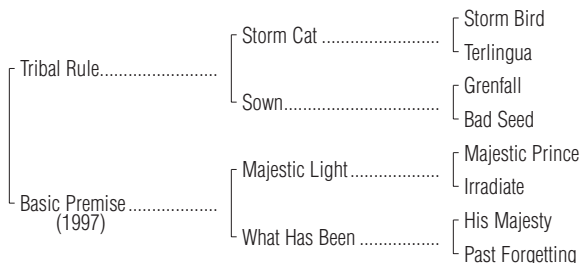 Storm Bird
Storm Cat ........................
Terlingua
Tribal Rule........................
Grenfall
Sown................................
Bad Seed
Majestic Prince
Majestic Light..................
Irradiate
Basic Premise ..................
(1997)
His Majesty
What Has Been ................
Past Forgetting